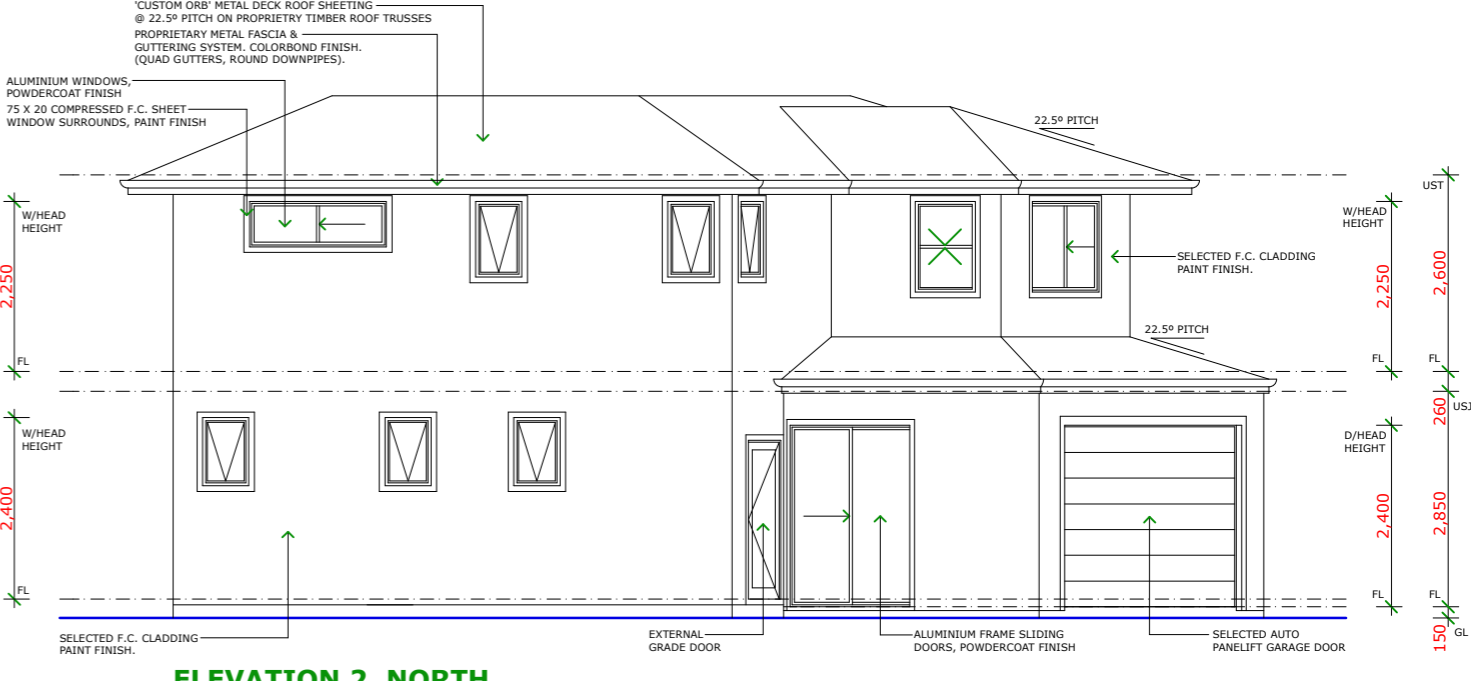 'CUSTOM ORB' METAL DECK ROOF SHEETING
@ 22.5º PITCH ON PROPRIETRY TIMBER ROOF TRUSSES
PROPRIETARY METAL FASCIA &
GUTTERING SYSTEM. COLORBOND FINISH.
(QUAD GUTTERS, ROUND DOWNPIPES).
ALUMINIUM WINDOWS,
POWDERCOAT FINISH
75 X 20 COMPRESSED F.C. SHEET
WINDOW SURROUNDS, PAINT FINISH
22.5º PITCH
UST
W/HEAD
HEIGHT
W/HEAD
HEIGHT
SELECTED F.C. CLADDING
PAINT FINISH.
2,250
2,250
2,600
22.5º PITCH
FL
FL
FL
260
USJ
W/HEAD
HEIGHT
D/HEAD
HEIGHT
2,400
2,400
2,850
FL
FL
FL
150
GL
SELECTED F.C. CLADDING
PAINT FINISH.
EXTERNAL
GRADE DOOR
ALUMINIUM FRAME SLIDING
DOORS, POWDERCOAT FINISH
SELECTED AUTO
PANELIFT GARAGE DOOR
ELEVATION 2 NORTH